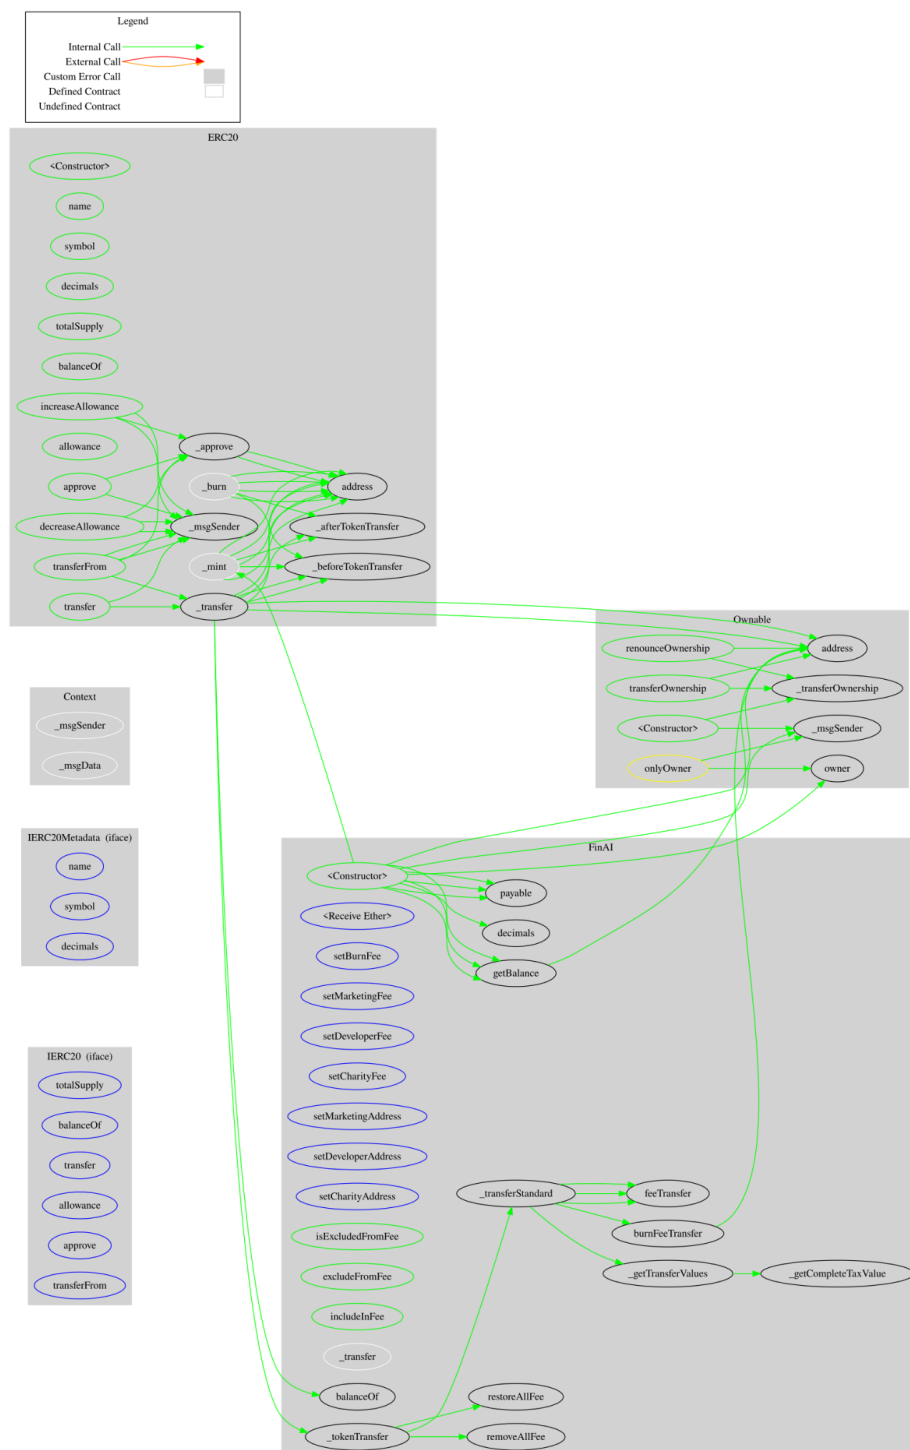 Legend
Internal Call
External Call
Custom Error Call
Defined Contract
Undefined Contract
ERC20
<Constructor>
name
symbol
decimals
totalSupply
balanceOf
increaseAllowance
allowance
approve
decreaseAllowance
transferFrom
transfer
_approve
_burn
_msgSender
_mint
_transfer
address
_afterTokenTransfer
_beforeTokenTransfer
Ownable
renounceOwnership
transferOwnership
<Constructor>
onlyOwner
address
_transferOwnership
_msgSender
owner
Context
_msgSender
_msgData
IERC20Metadata (iface)
name
symbol
decimals
IERC20 (iface)
totalSupply
balanceOf
transfer
allowance
approve
transferFrom
FinAI
<Constructor>
<Receive Ether>
setBurnFee
setMarketingFee
setDeveloperFee
setCharityFee
setMarketingAddress
setDeveloperAddress
setCharityAddress
isExcludedFromFee
excludeFromFee
includeInFee
_transfer
balanceOf
_tokenTransfer
payable
decimals
getBalance
_transferStandard
restoreAllFee
removeAllFee
feeTransfer
burnFeeTransfer
_getTransferValues
_getCompleteTaxValue